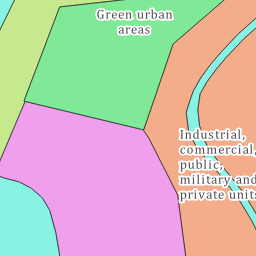 Green urban
areas
Industrial,
commercial,
public,
military and
private units